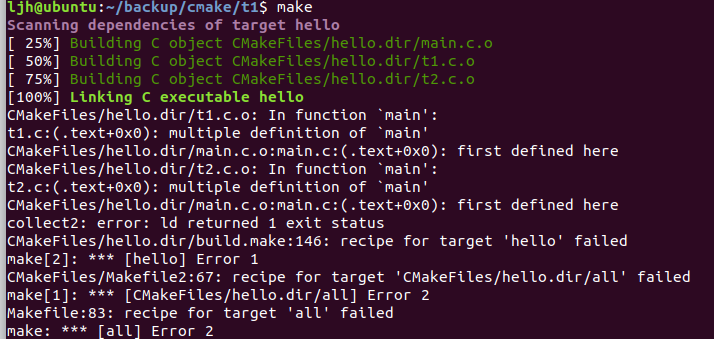 ljh@ubuntu:~/backup/cmake/t1$ make
Scanning dependencies of target hello
[ 25%] Building C object CMakeFiles/hello.dir/main.c.o
[ 50%] Building C object CMakeFiles/hello.dir/t1.c.o
[ 75%] Building C object CMakeFiles/hello.dir/t2.c.o
[100%] Linking C executable hello
CMakeFiles/hello.dir/t1.c.o: In function `main':
t1.c:(.text+0x0): multiple definition of `main'
CMakeFiles/hello.dir/main.c.o:main.c:(.text+0x0): first defined here
CMakeFiles/hello.dir/t2.c.o: In function `main':
t2.c:(.text+0x0): multiple definition of `main'
CMakeFiles/hello.dir/main.c.o:main.c:(.text+0x0): first defined here
collect2: error: ld returned 1 exit status
CMakeFiles/hello.dir/build.make:146: recipe for target 'hello' failed
make[2]: *** [hello] Error 1
CMakeFiles/Makefile2:67: recipe for target 'CMakeFiles/hello.dir/all' failed
make[1]: *** [CMakeFiles/hello.dir/all] Error 2
Makefile:83: recipe for target 'all' failed
make: *** [all] Error 2